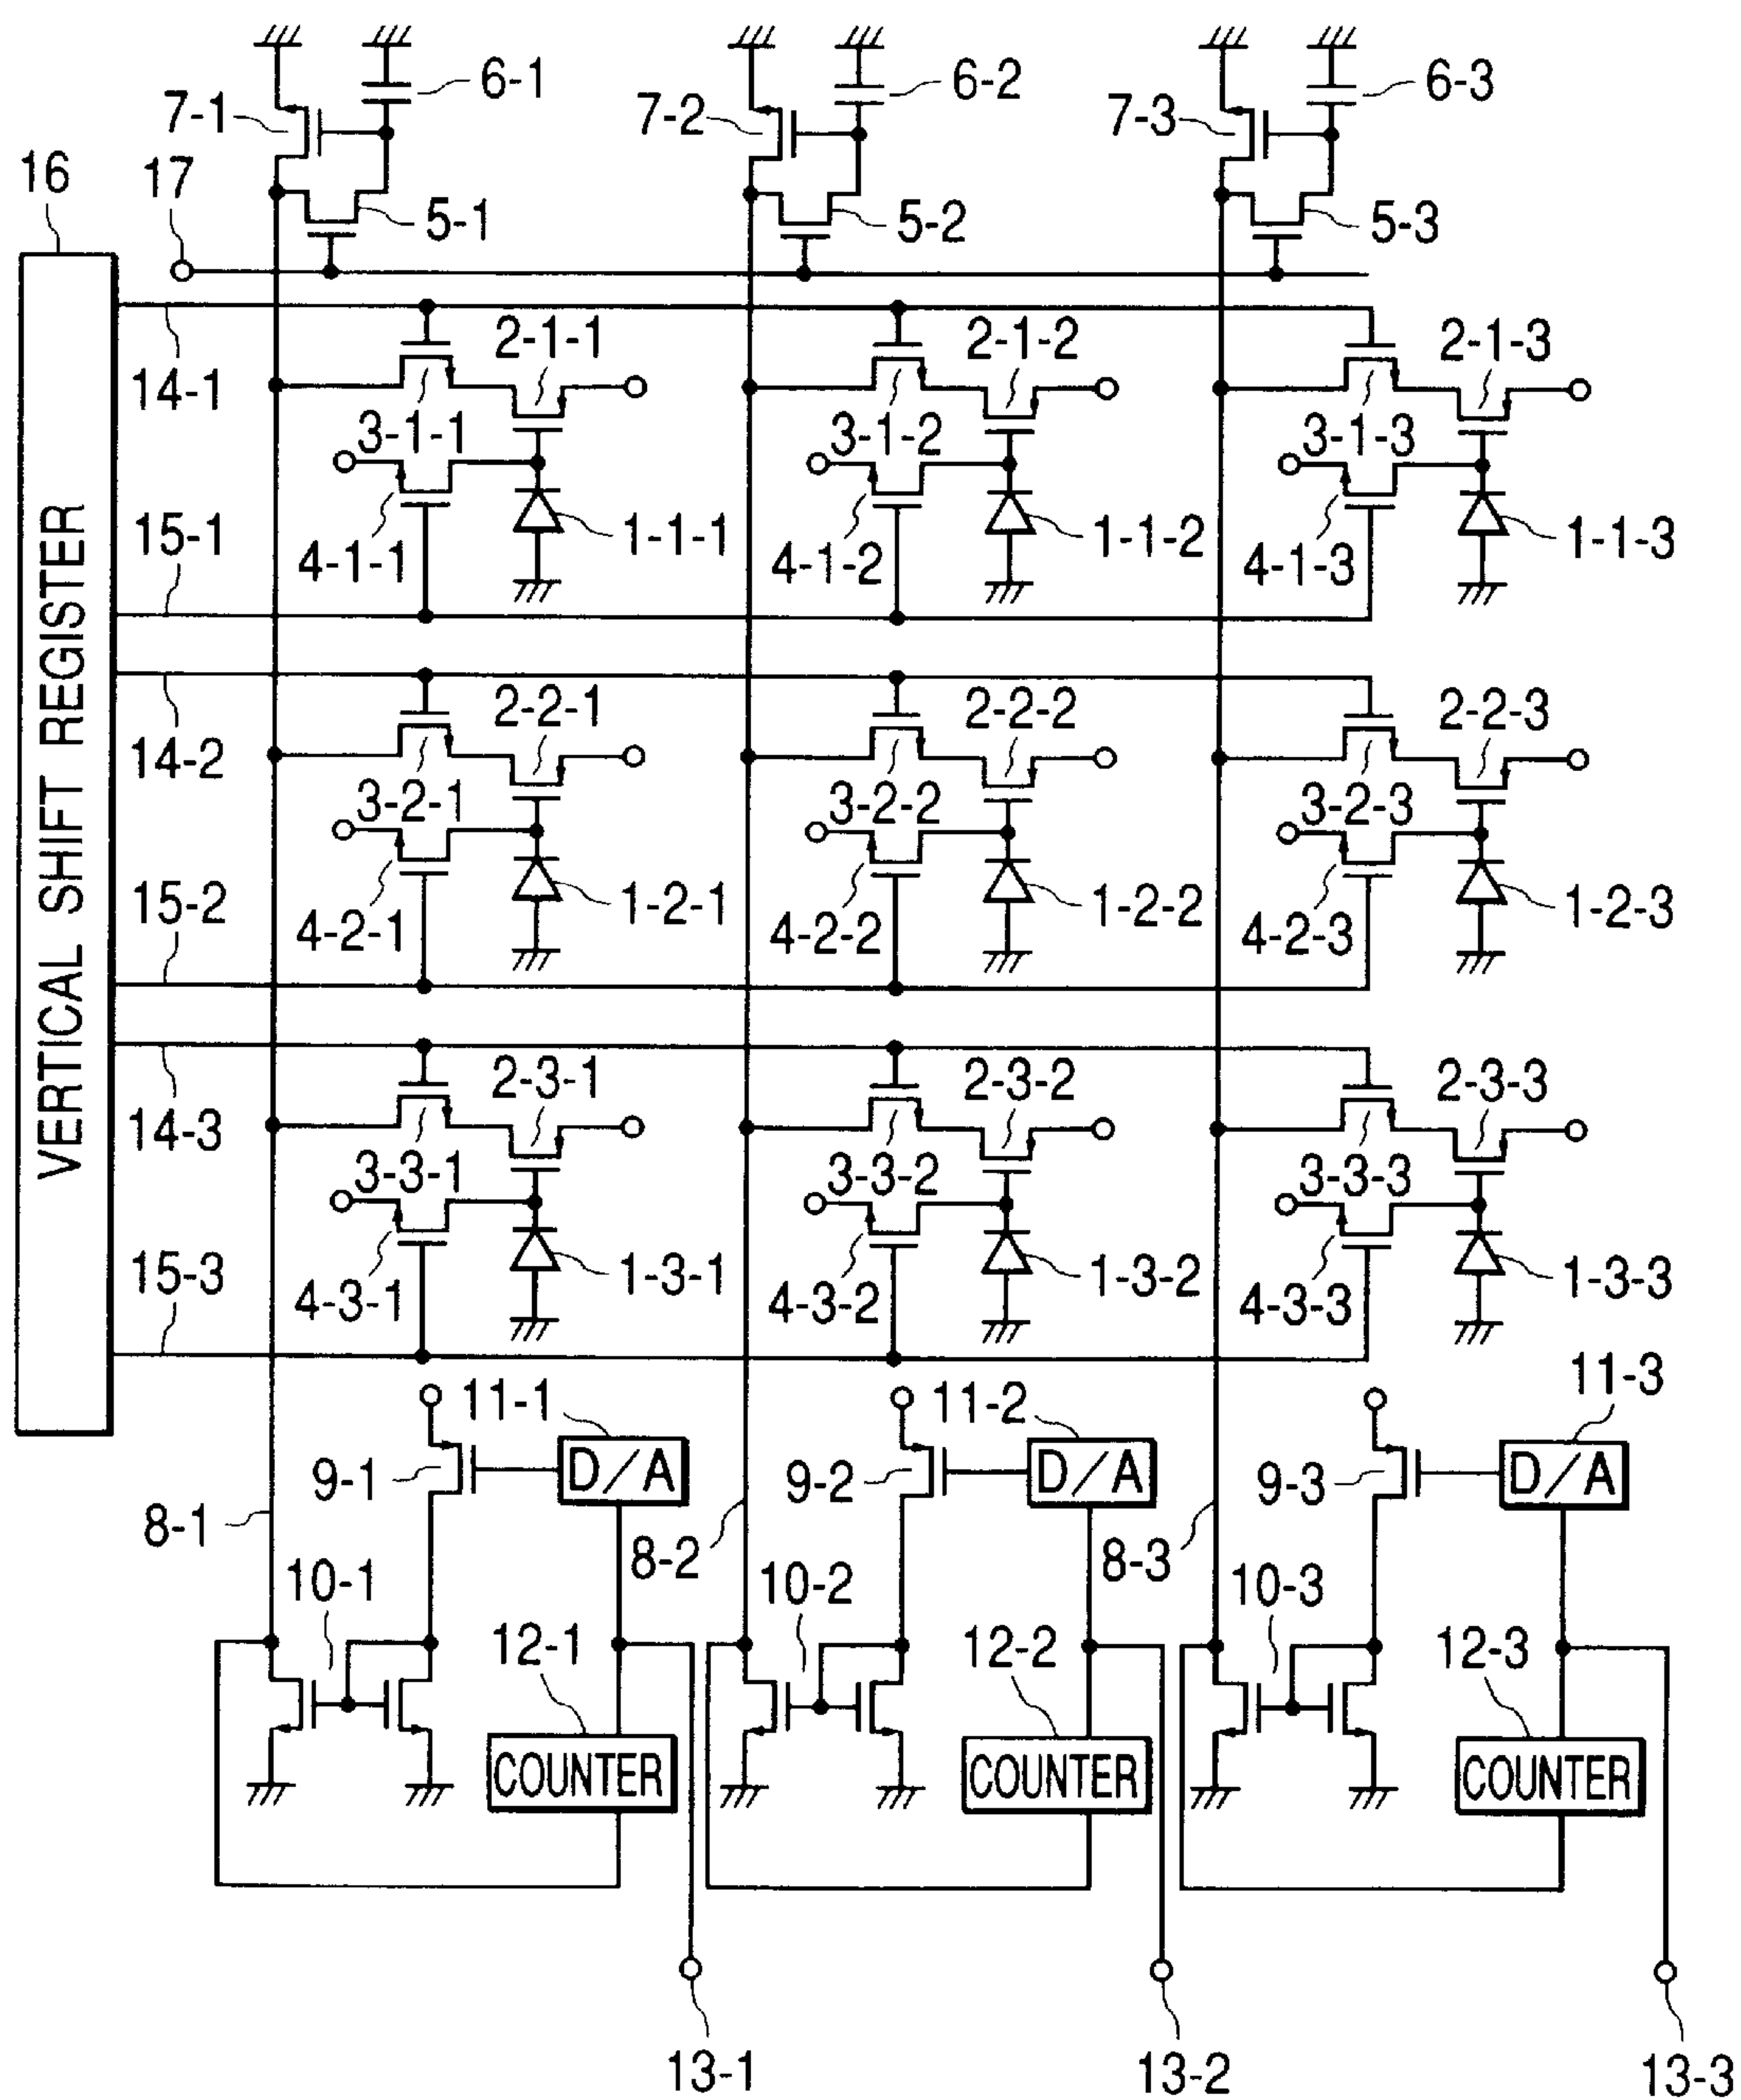 6-1 6-2 6-3
7-1 7-2 7-3
16 17
5-1 5-2 5-3
VERTICAL SHIFT REGISTER
2-1-1 2-1-2 2-1-3
14-1
3-1-1 3-1-2 3-1-3
15-1 1-1-1 1-1-2 1-1-3
4-1-1 4-1-2 4-1-3
2-2-1 2-2-2 2-2-3
14-2
3-2-1 3-2-2 3-2-3
15-2 1-2-1 1-2-2 1-2-3
4-2-1 4-2-2 4-2-3
2-3-1 2-3-2 2-3-3
14-3
3-3-1 3-3-2 3-3-3
15-3 1-3-1 1-3-2 1-3-3
4-3-1 4-3-2 4-3-3
11-1 11-2 11-3
9-1 D/A 9-2 D/A 9-3 D/A
8-1 8-2 8-3
10-1 10-2 10-3
12-1 12-2 12-3
COUNTER COUNTER COUNTER
13-1 13-2 13-3